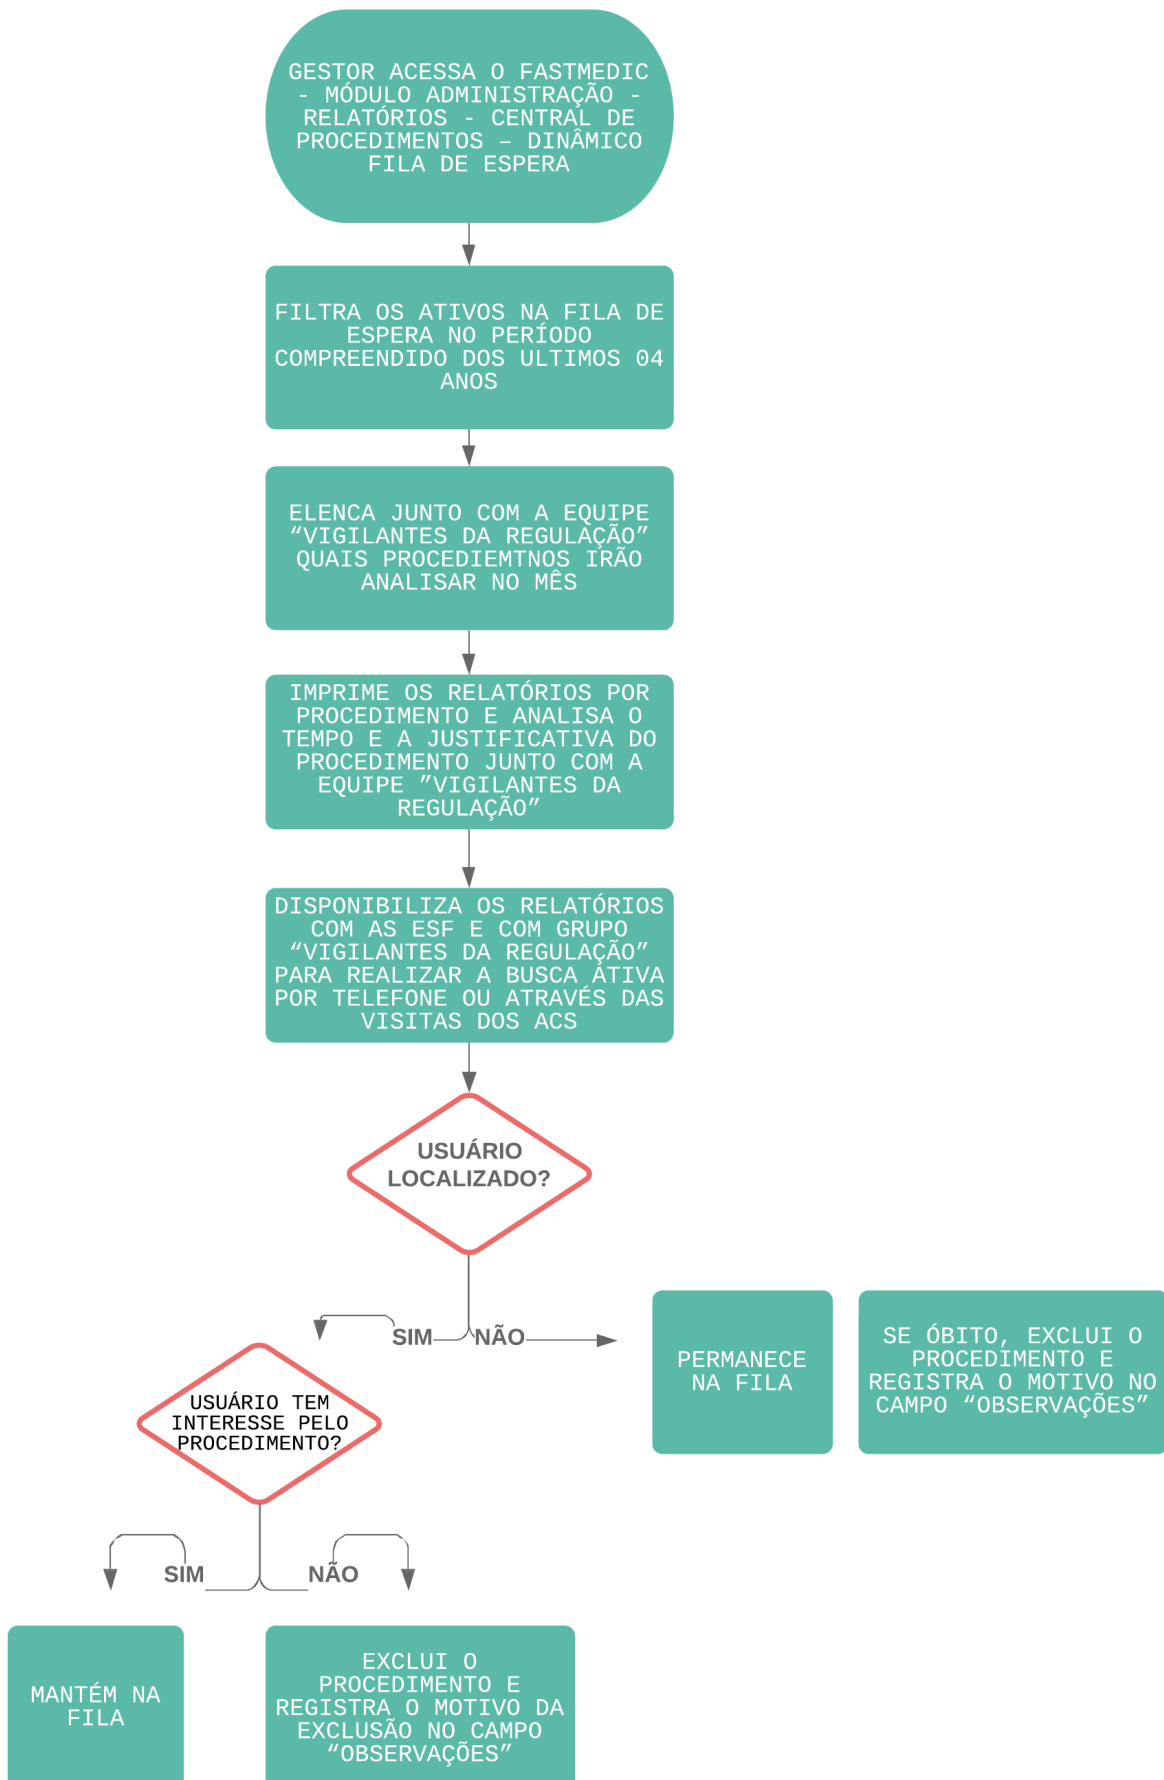 GESTOR ACESSA O FASTMEDIC
- MÓDULO ADMINISTRAÇÃO -
RELATÓRIOS - CENTRAL DE
PROCEDIMENTOS – DINÂMICO
FILA DE ESPERA
FILTRA OS ATIVOS NA FILA DE
ESPERA NO PERÍODO
COMPREENDIDO DOS ULTIMOS 04
ANOS
ELENCA JUNTO COM A EQUIPE
“VIGILANTES DA REGULAÇÃO”
QUAIS PROCEDIEMTNOS IRÃO
ANALISAR NO MÊS
IMPRIME OS RELATÓRIOS POR
PROCEDIMENTO E ANALISA O
TEMPO E A JUSTIFICATIVA DO
PROCEDIMENTO JUNTO COM A
EQUIPE ”VIGILANTES DA
REGULAÇÃO”
DISPONIBILIZA OS RELATÓRIOS
COM AS ESF E COM GRUPO
“VIGILANTES DA REGULAÇÃO”
PARA REALIZAR A BUSCA ATIVA
POR TELEFONE OU ATRAVÉS DAS
VISITAS DOS ACS
USUÁRIO
LOCALIZADO?
SIM
NÃO
PERMANECE
NA FILA
SE ÓBITO, EXCLUI O
PROCEDIMENTO E
REGISTRA O MOTIVO NO
CAMPO “OBSERVAÇÕES”
USUÁRIO TEM
INTERESSE PELO
PROCEDIMENTO?
SIM
NÃO
MANTÉM NA
FILA
EXCLUI O
PROCEDIMENTO E
REGISTRA O MOTIVO DA
EXCLUSÃO NO CAMPO
“OBSERVAÇÕES”